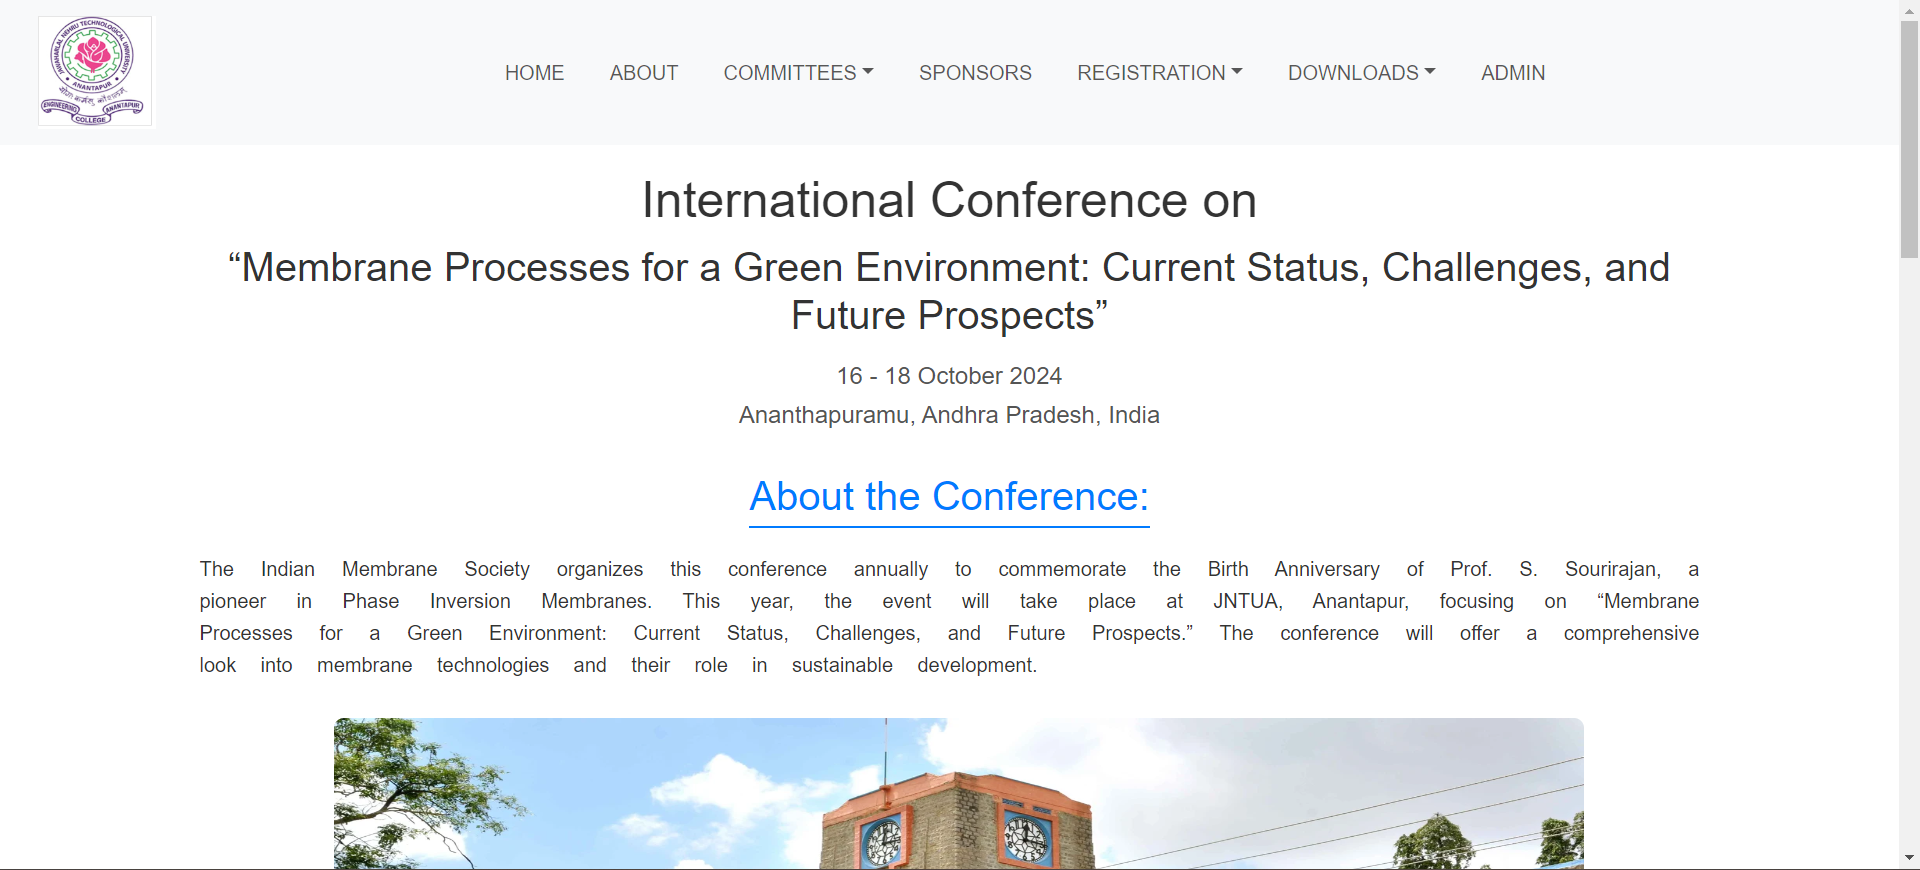 JAWAHARLAL NEHRU TECHNOLOGICAL UNIVERSITY
ANANTAPUR
ENGINEERING
ANANTAPUR
COLLEGE
HOME ABOUT COMMITTEES SPONSORS REGISTRATION DOWNLOADS ADMIN
International Conference on
“Membrane Processes for a Green Environment: Current Status, Challenges, and
Future Prospects”
16 - 18 October 2024
Ananthapuramu, Andhra Pradesh, India
About the Conference:
The Indian Membrane Society organizes this conference annually to commemorate the Birth Anniversary of Prof. S. Sourirajan, a
pioneer in Phase Inversion Membranes. This year, the event will take place at JNTUA, Anantapur, focusing on “Membrane
Processes for a Green Environment: Current Status, Challenges, and Future Prospects.” The conference will offer a comprehensive
look into membrane technologies and their role in sustainable development.